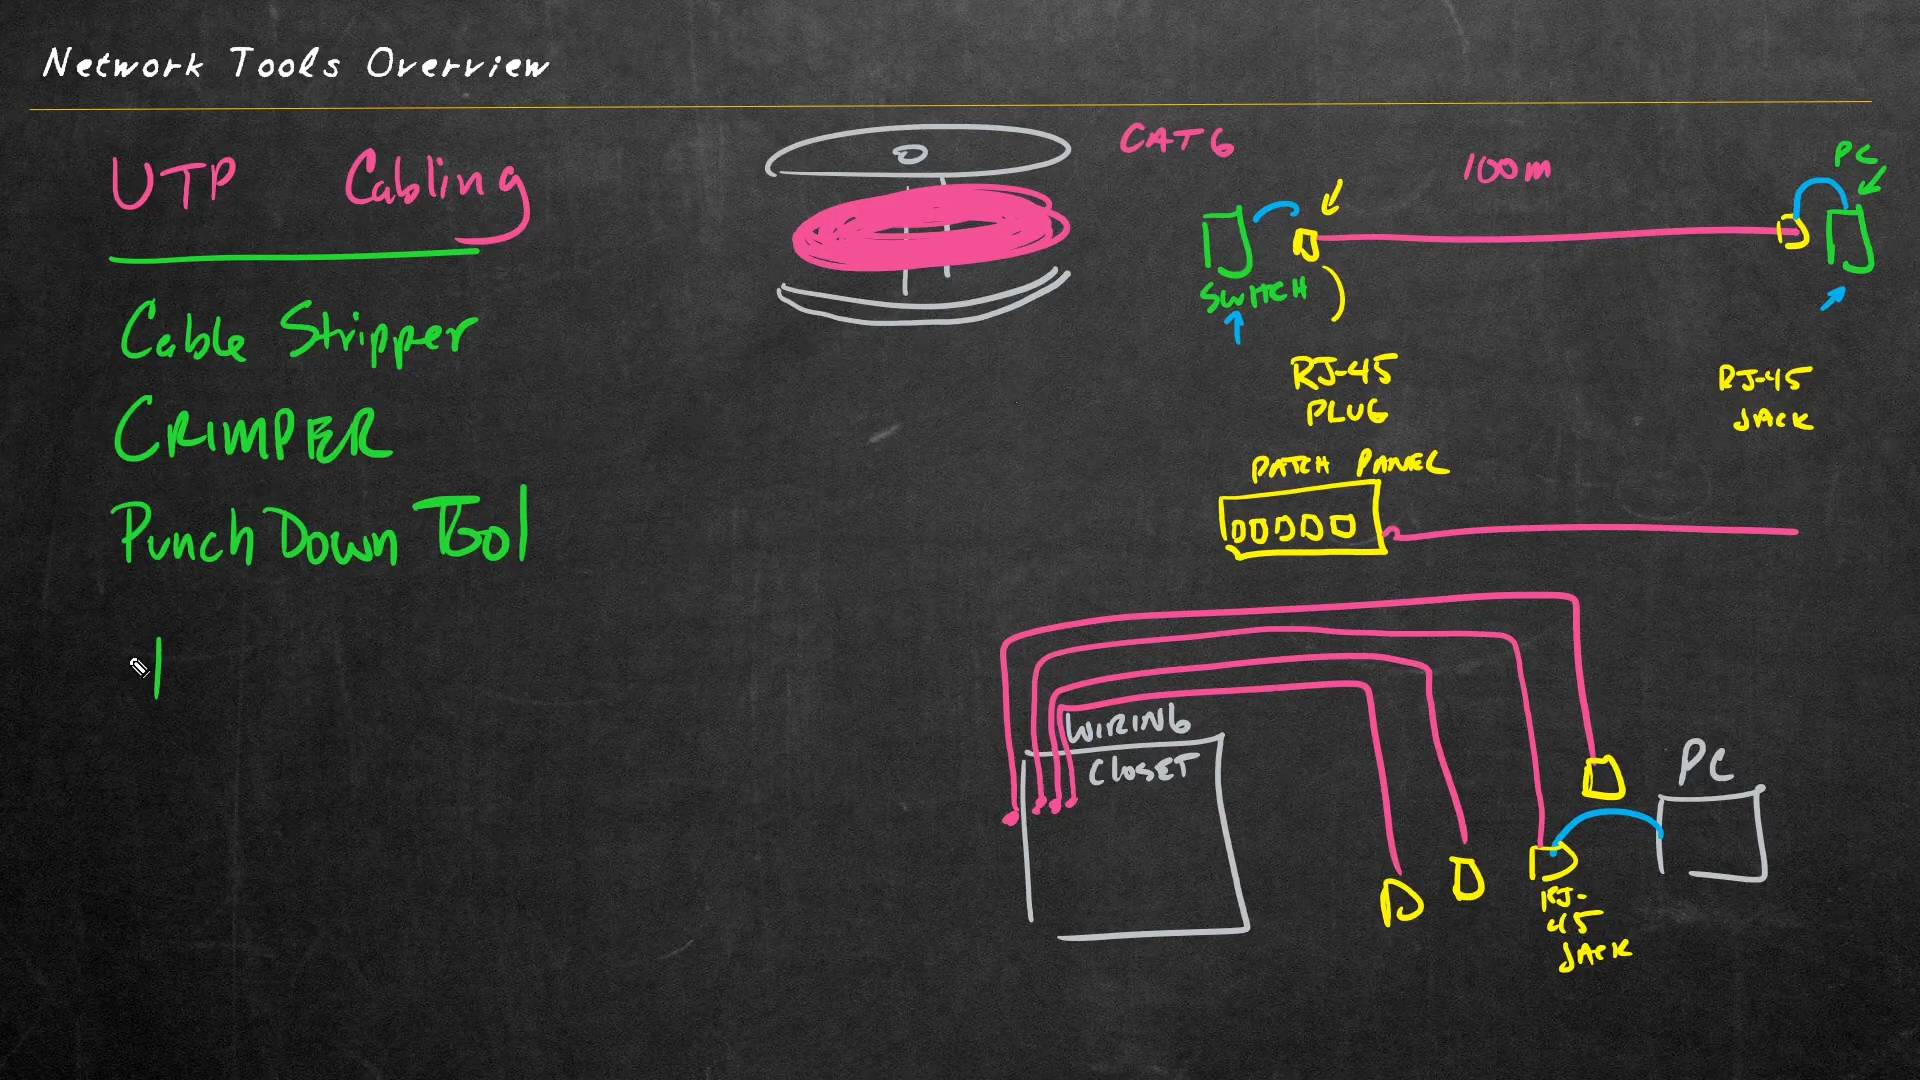 Network Tools Overview
UTP Cabling
Cable Stripper
CRIMPER
Punch Down Tool
CAT6
100m
PC
SWITCH
RJ-45
PLUG
RJ-45
JACK
PATCH PANEL
WIRING
CLOSET
PC
RJ-
45
JACK